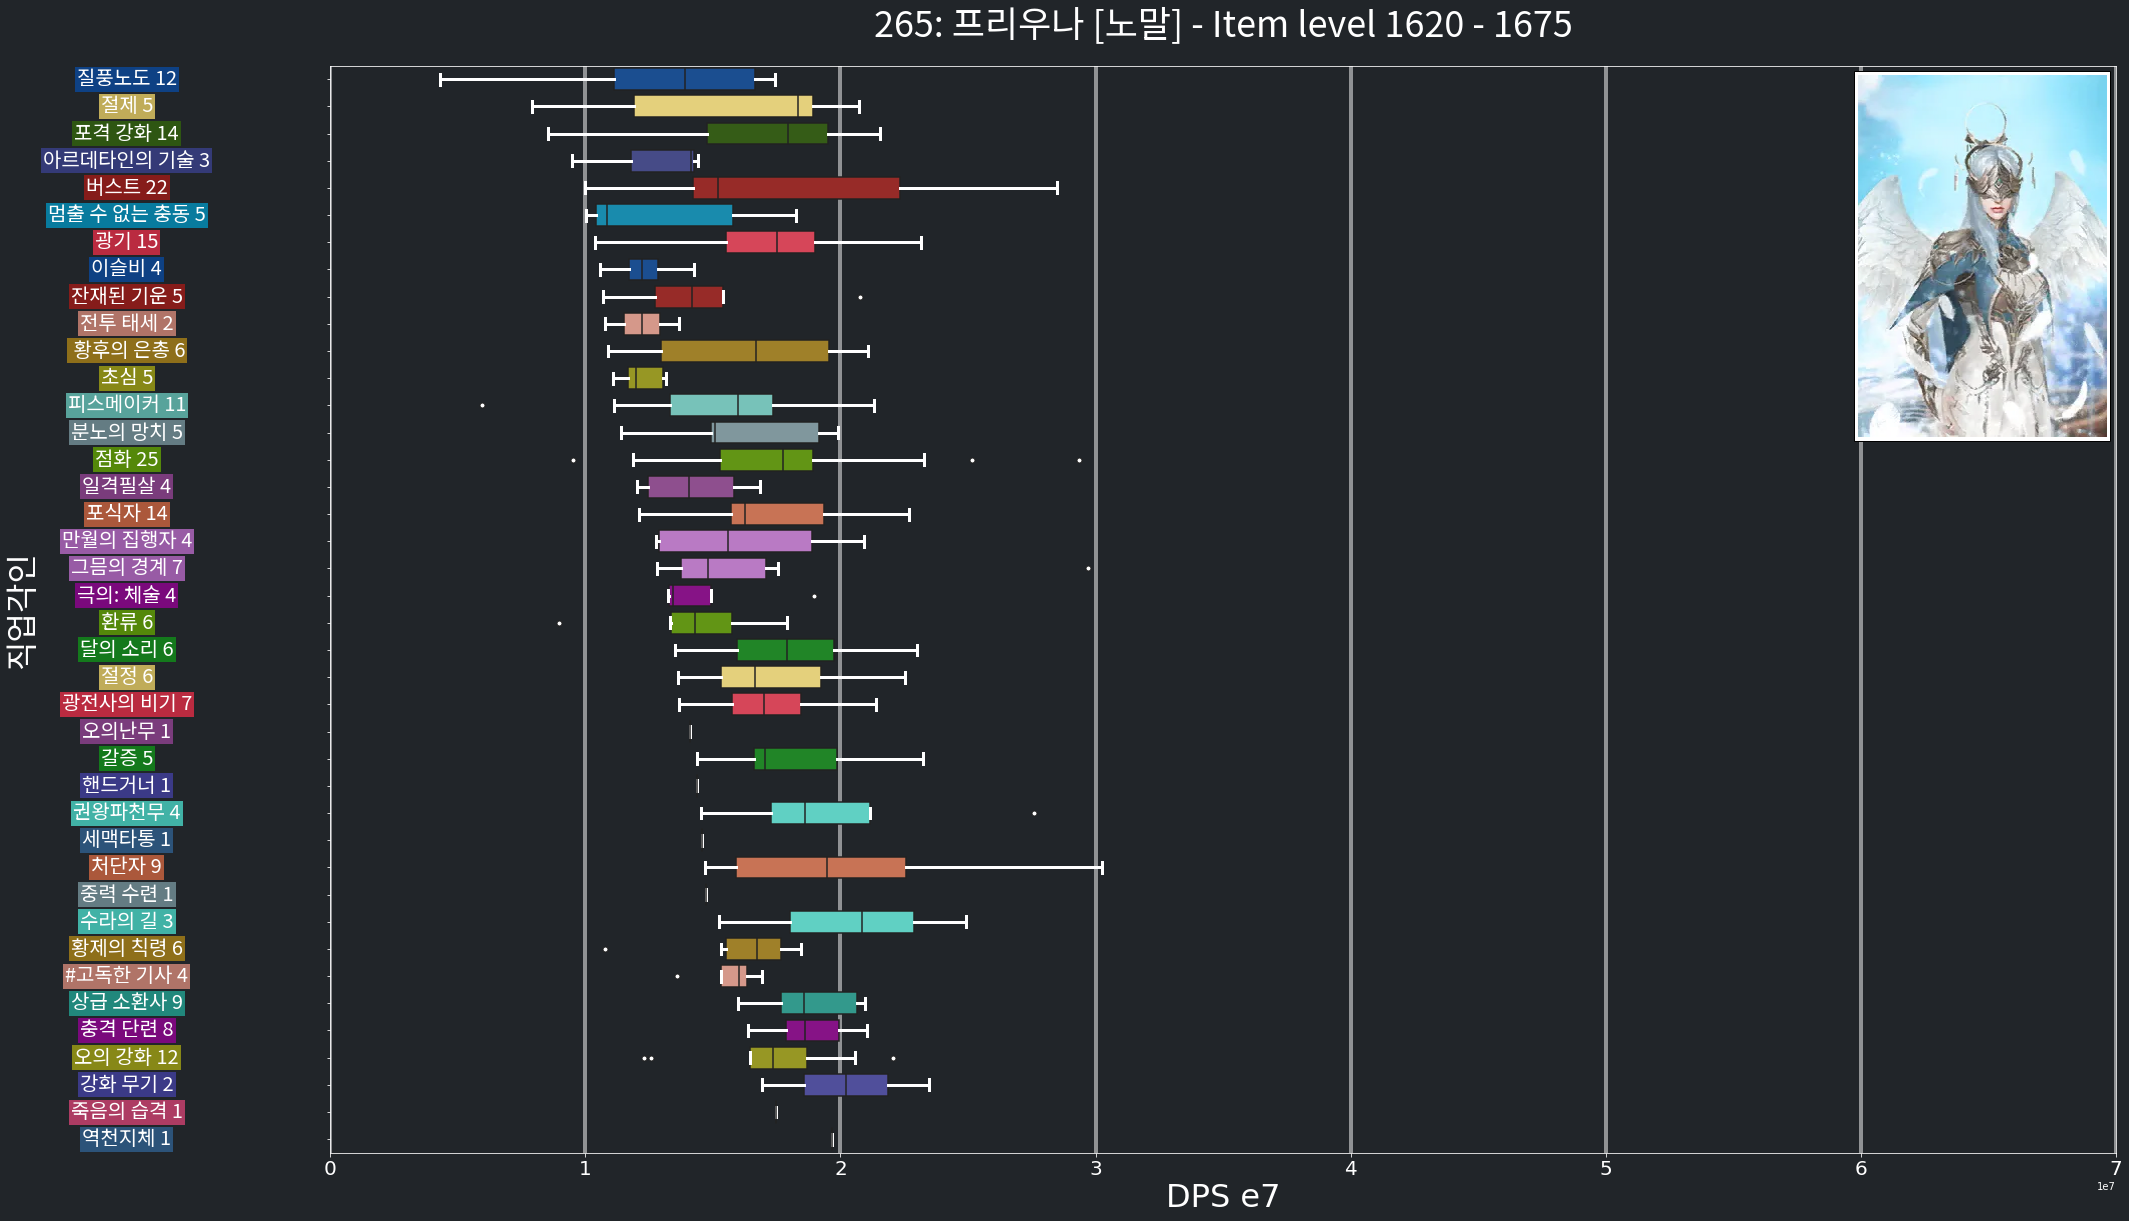 265: 프리우나 [노말] - Item level 1620 - 1675
질풍노도 12
절제 5
포격 강화 14
아르데타인의 기술 3
버스트 22
멈출 수 없는 충동 5
광기 15
이슬비 4
잔재된 기운 5
전투 태세 2
황후의 은총 6
초심 5
피스메이커 11
분노의 망치 5
점화 25
일격필살 4
포식자 14
만월의 집행자 4
그믐의 경계 7
극의: 체술 4
환류 6
달의 소리 6
절정 6
광전사의 비기 7
오의난무 1
갈증 5
핸드거너 1
권왕파천무 4
세맥타통 1
처단자 9
중력 수련 1
수라의 길 3
황제의 칙령 6
#고독한 기사 4
상급 소환사 9
충격 단련 8
오의 강화 12
강화 무기 2
죽음의 습격 1
역천지체 1
직업각인
0 1 2 3 4 5 6 7
1e7
DPS e7